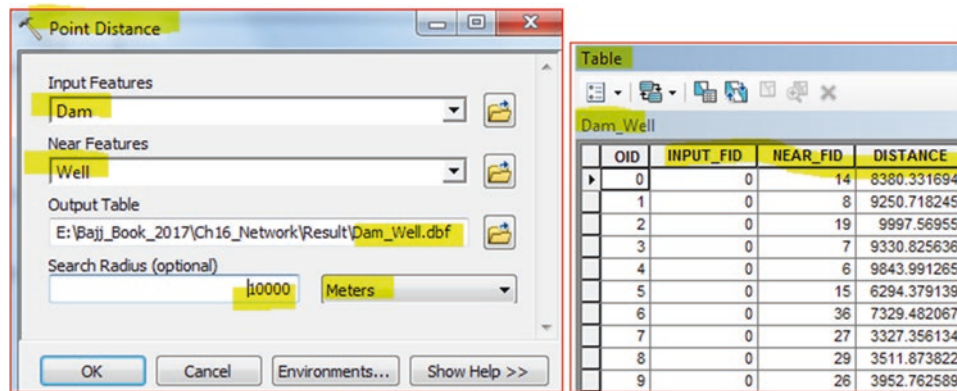 Point Distance
Input Features
Dam
Near Features
Well
Output Table
E:\Bajj_Book_2017\Ch16_Network\Result\Dam_Well.dbf
Search Radius (optional)
10000 Meters
OK Cancel Environments... Show Help >>
Table
Dam_Well
OID INPUT_FID NEAR_FID DISTANCE
0 0 14 8380.331694
1 0 8 9250.718245
2 0 19 9997.56955
3 0 7 9330.825636
4 0 6 9843.991265
5 0 15 6294.379139
6 0 36 7329.482067
7 0 27 3327.356134
8 0 29 3511.873822
9 0 26 3952.762589